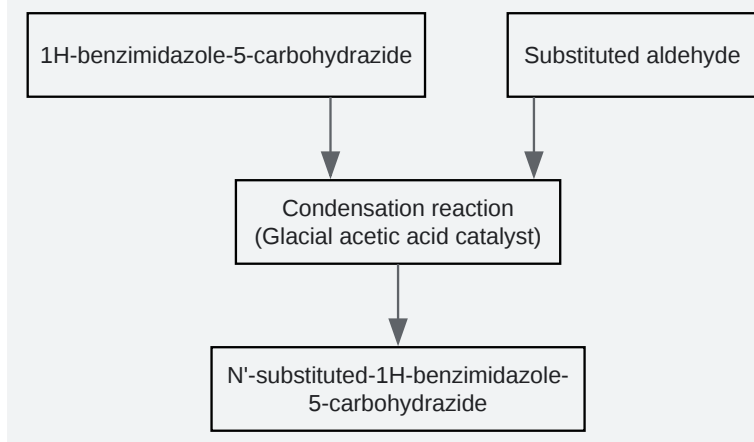 1H-benzimidazole-5-carbohydrazide
Substituted aldehyde
Condensation reaction
(Glacial acetic acid catalyst)
N'-substituted-1H-benzimidazole-
5-carbohydrazide